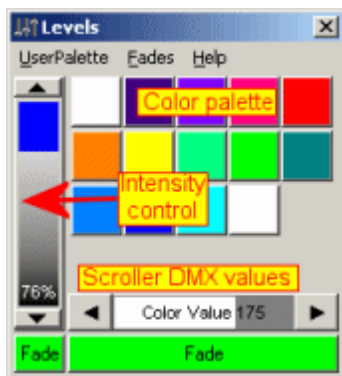 Levels
UserPalette Fades Help
Color palette
Intensity
control
Scroller DMX values
76%
Color Value 175
Fade
Fade